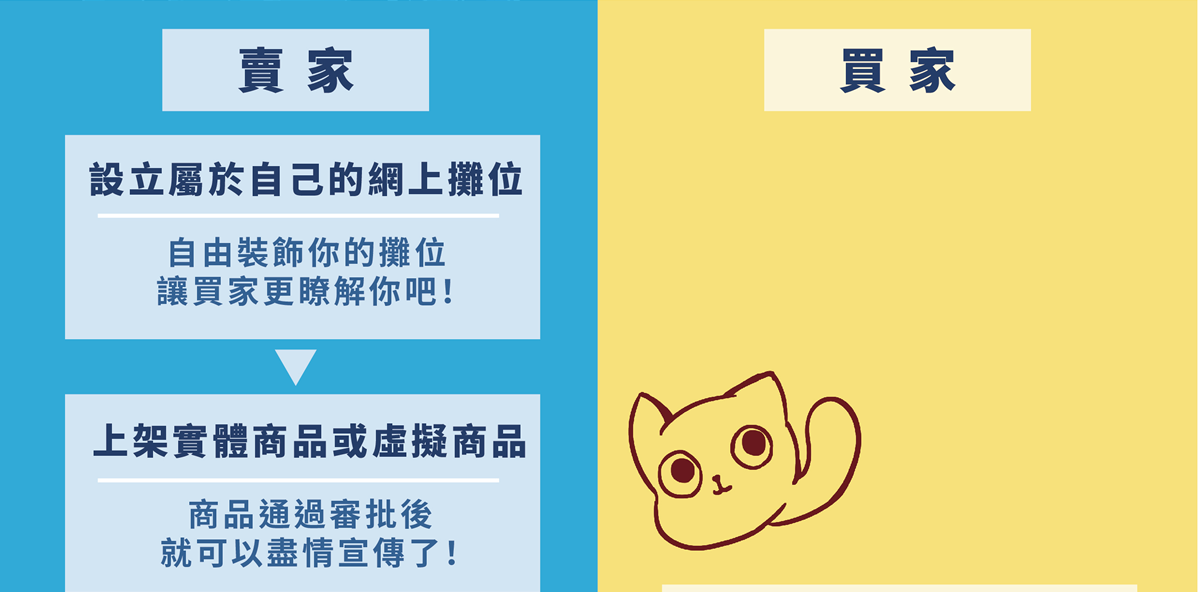 賣家
設立屬於自己的網上攤位
自由裝飾你的攤位
讓買家更瞭解你吧！
上架實體商品或虛擬商品
商品通過審批後
就可以盡情宣傳了！
買家